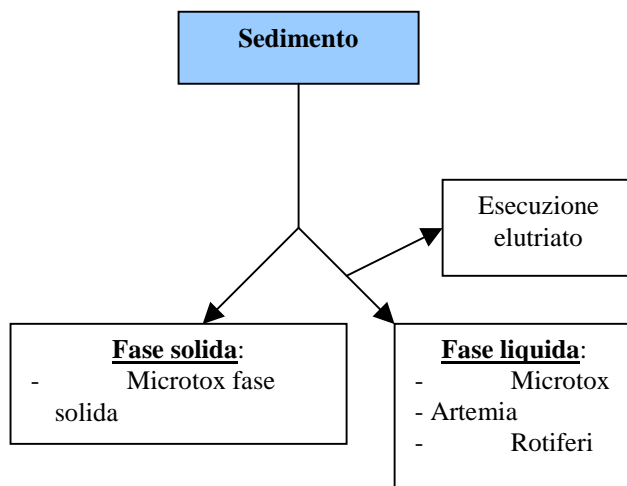 Sedimento
Esecuzione
elutriato
Fase solida:
- Microtox fase
solida
Fase liquida:
- Microtox
- Artemia
- Rotiferi